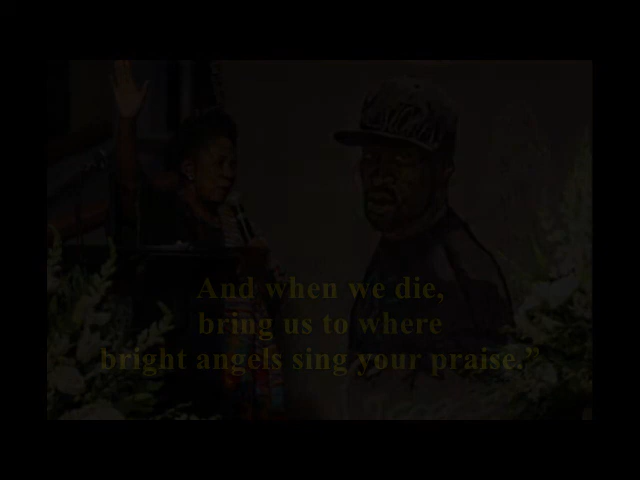 And when we die,
bring us to where
bright angels sing your praise.”